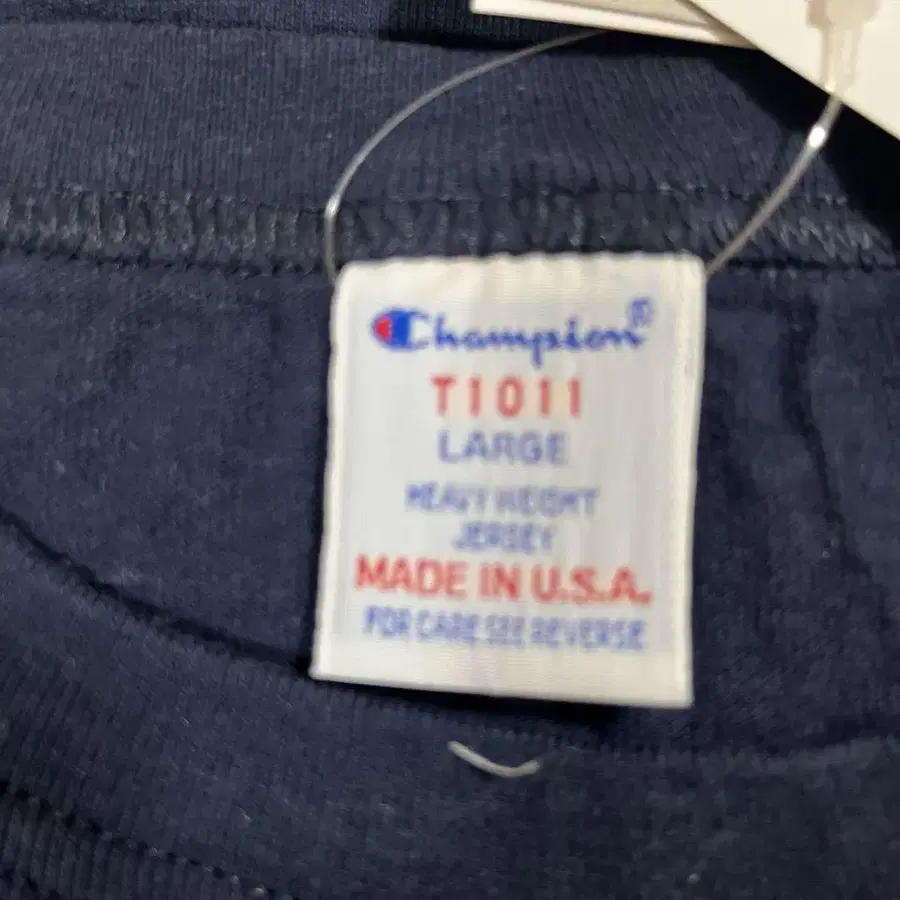 Champion®
T1011
LARGE
HEAVY WEIGHT
JERSEY
MADE IN U.S.A.
FOR CARE SEE REVERSE